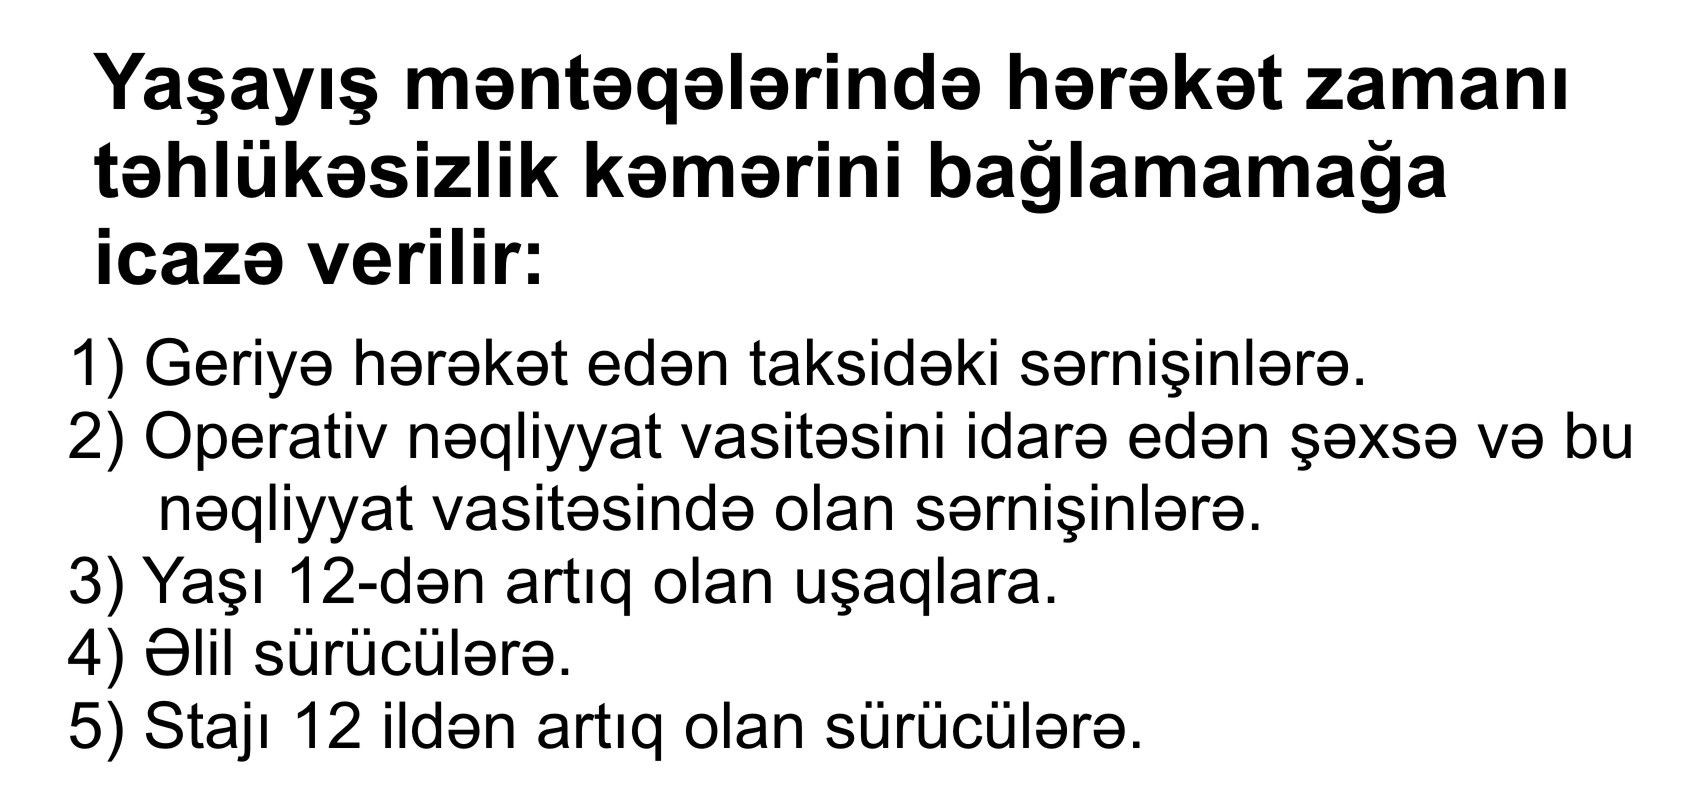 Yaşayış məntəqələrində hərəkət zamanı
təhlükəsizlik kəmərini bağlamamağa
icazə verilir:
1) Geriyə hərəkət edən taksidəki sərnişinlərə.
2) Operativ nəqliyyat vasitəsini idarə edən şəxsə və bu
nəqliyyat vasitəsində olan sərnişinlərə.
3) Yaşı 12-dən artıq olan uşaqlara.
4) Əlil sürücülərə.
5) Stajı 12 ildən artıq olan sürücülərə.